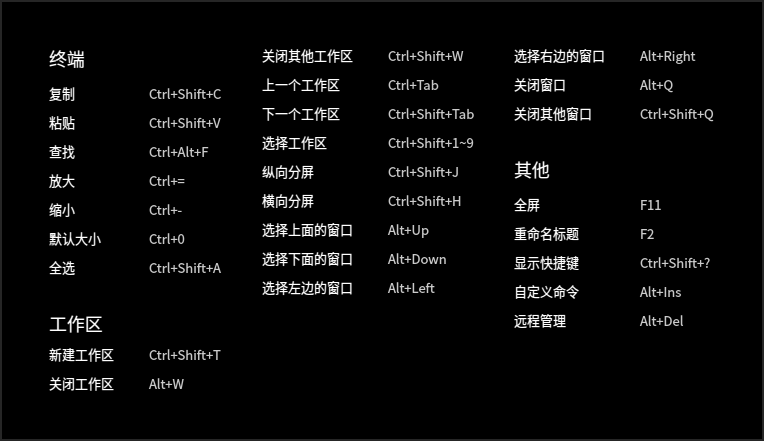 终端
复制 Ctrl+Shift+C
粘贴 Ctrl+Shift+V
查找 Ctrl+Alt+F
放大 Ctrl+=
缩小 Ctrl+-
默认大小 Ctrl+0
全选 Ctrl+Shift+A
工作区
新建工作区 Ctrl+Shift+T
关闭工作区 Alt+W
关闭其他工作区 Ctrl+Shift+W
上一个工作区 Ctrl+Tab
下一个工作区 Ctrl+Shift+Tab
选择工作区 Ctrl+Shift+1~9
纵向分屏 Ctrl+Shift+J
横向分屏 Ctrl+Shift+H
选择上面的窗口 Alt+Up
选择下面的窗口 Alt+Down
选择左边的窗口 Alt+Left
选择右边的窗口 Alt+Right
关闭窗口 Alt+Q
关闭其他窗口 Ctrl+Shift+Q
其他
全屏 F11
重命名标题 F2
显示快捷键 Ctrl+Shift+?
自定义命令 Alt+Ins
远程管理 Alt+Del